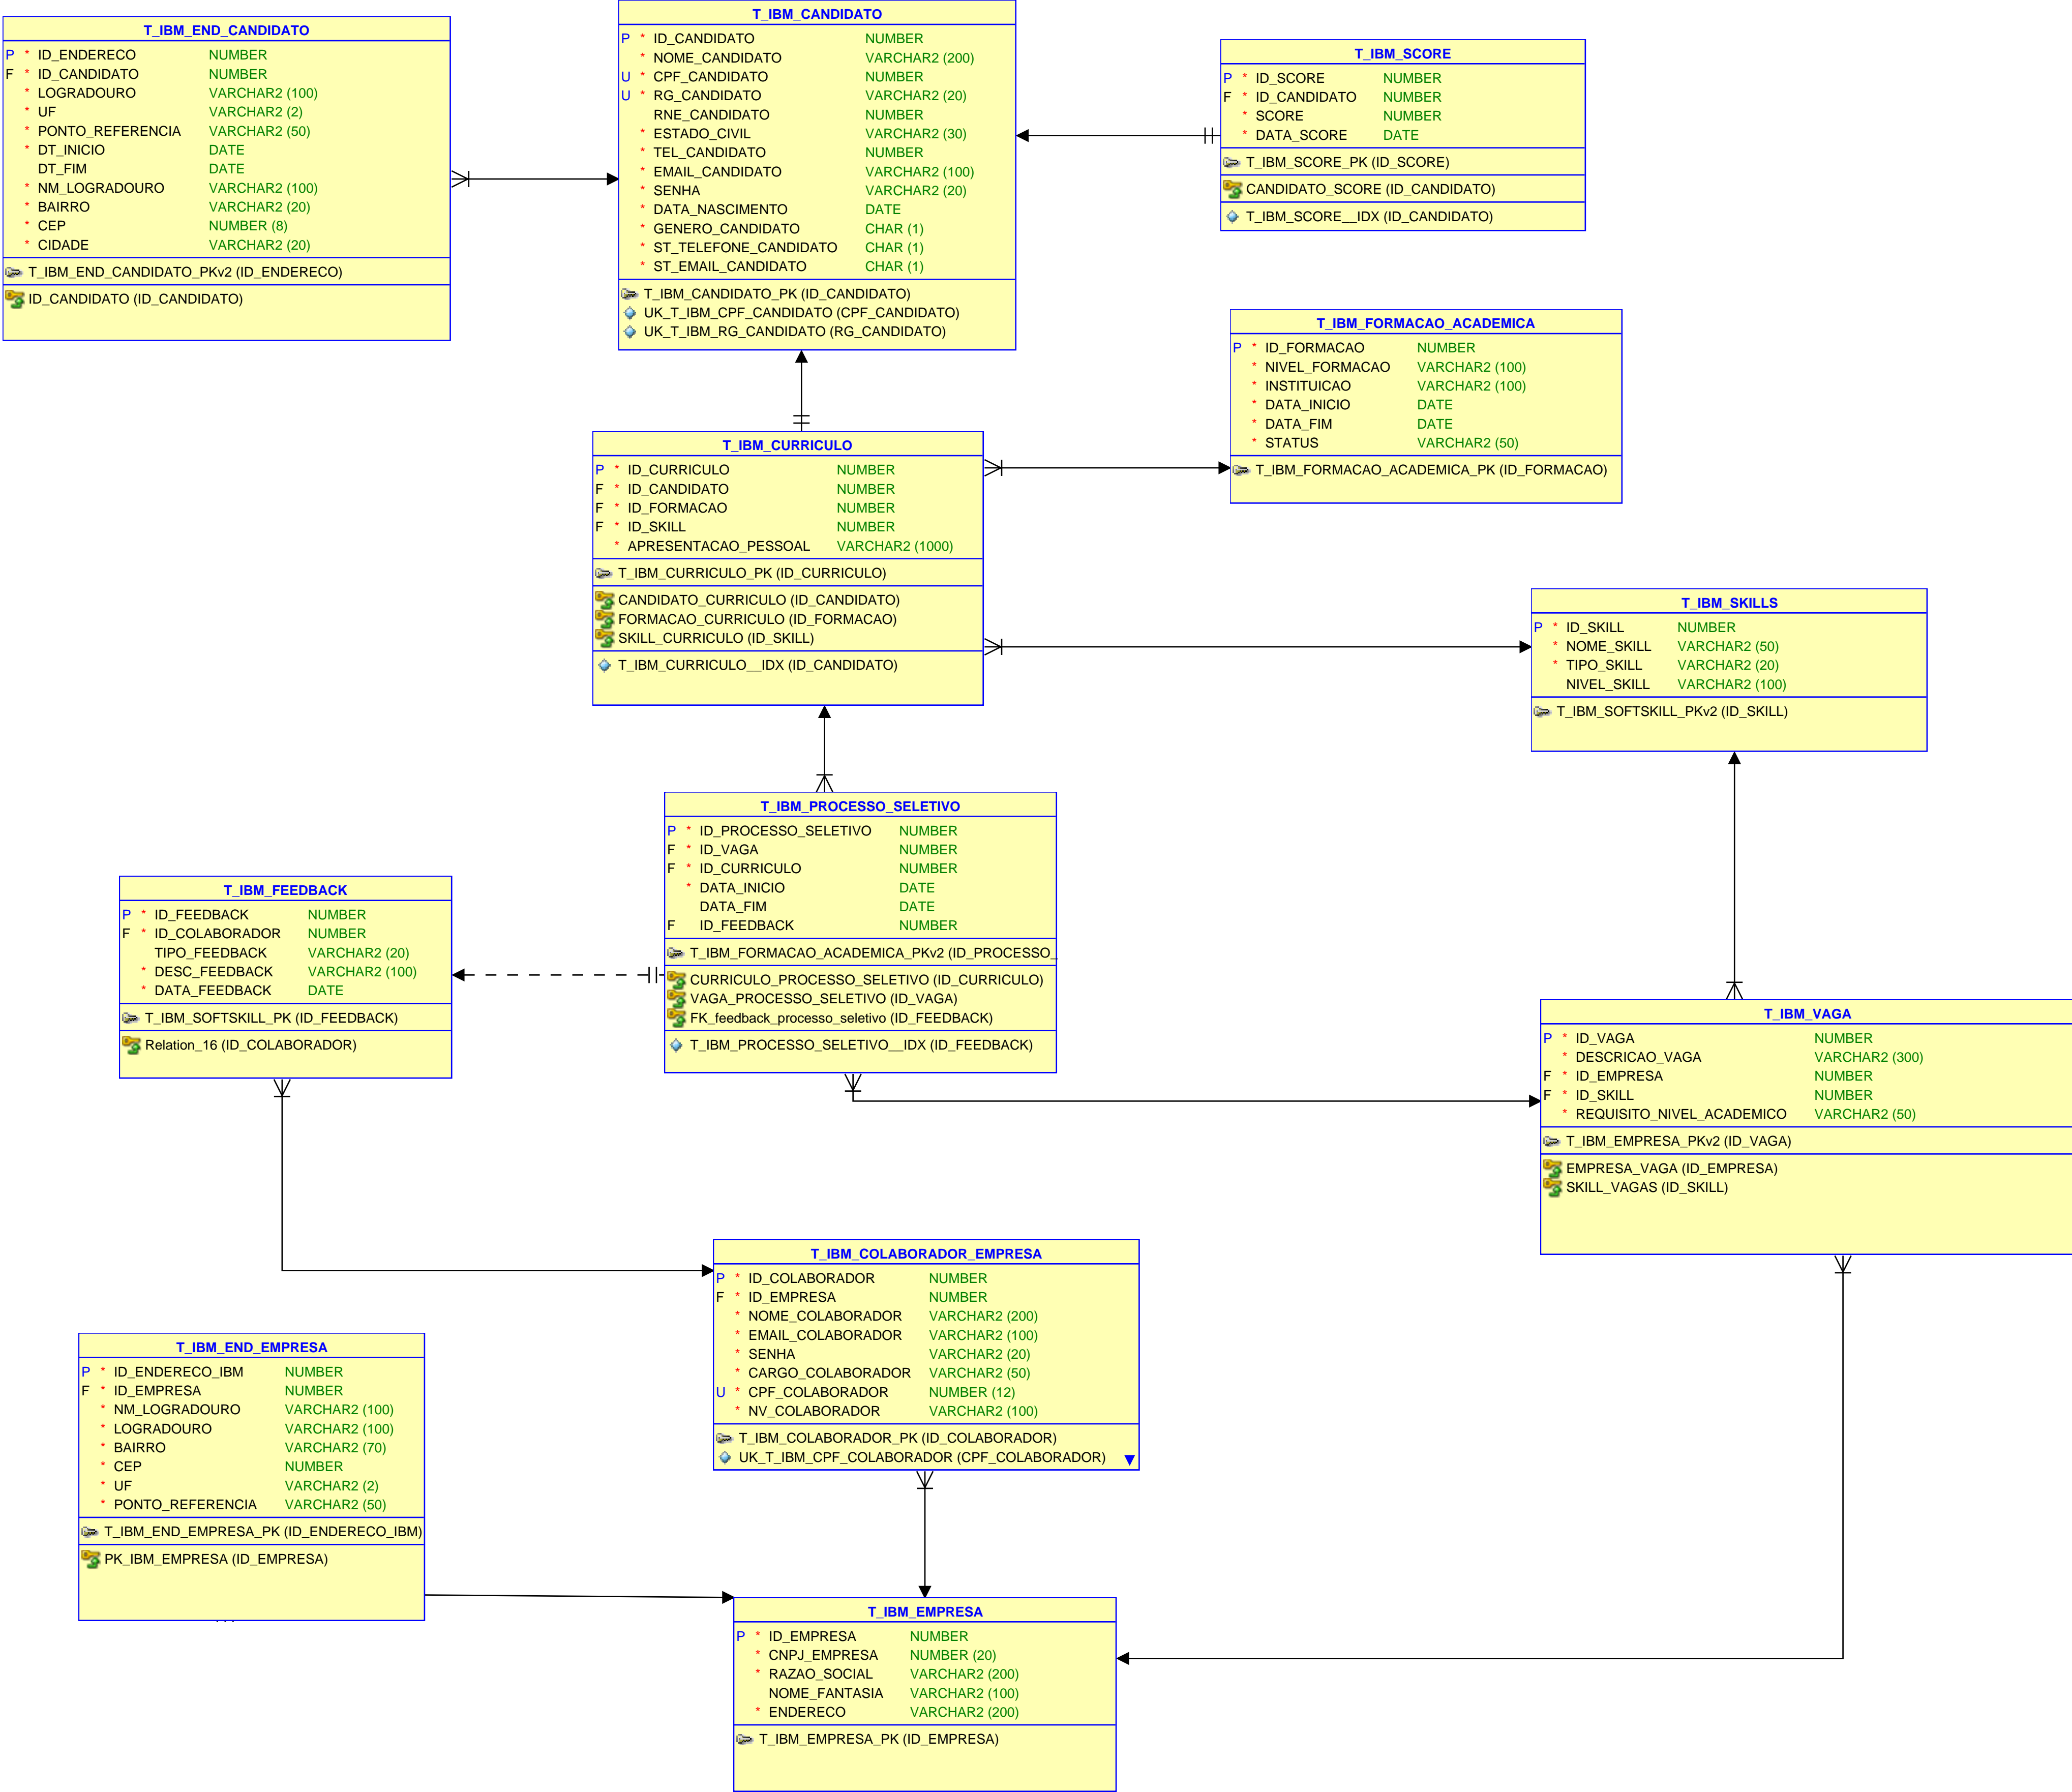 T_IBM_END_CANDIDATO
P * ID_ENDERECO NUMBER
F * ID_CANDIDATO NUMBER
* LOGRADOURO VARCHAR2 (100)
* UF VARCHAR2 (2)
* PONTO_REFERENCIA VARCHAR2 (50)
* DT_INICIO DATE
DT_FIM DATE
* NM_LOGRADOURO VARCHAR2 (100)
* BAIRRO VARCHAR2 (20)
* CEP NUMBER (8)
* CIDADE VARCHAR2 (20)
T_IBM_END_CANDIDATO_PKv2 (ID_ENDERECO)
ID_CANDIDATO (ID_CANDIDATO)
T_IBM_CANDIDATO
P * ID_CANDIDATO NUMBER
* NOME_CANDIDATO VARCHAR2 (200)
U * CPF_CANDIDATO NUMBER
U * RG_CANDIDATO VARCHAR2 (20)
RNE_CANDIDATO NUMBER
* ESTADO_CIVIL VARCHAR2 (30)
* TEL_CANDIDATO NUMBER
* EMAIL_CANDIDATO VARCHAR2 (100)
* SENHA VARCHAR2 (20)
* DATA_NASCIMENTO DATE
* GENERO_CANDIDATO CHAR (1)
* ST_TELEFONE_CANDIDATO CHAR (1)
* ST_EMAIL_CANDIDATO CHAR (1)
T_IBM_CANDIDATO_PK (ID_CANDIDATO)
UK_T_IBM_CPF_CANDIDATO (CPF_CANDIDATO)
UK_T_IBM_RG_CANDIDATO (RG_CANDIDATO)
T_IBM_SCORE
P * ID_SCORE NUMBER
F * ID_CANDIDATO NUMBER
* SCORE NUMBER
* DATA_SCORE DATE
T_IBM_SCORE_PK (ID_SCORE)
CANDIDATO_SCORE (ID_CANDIDATO)
T_IBM_SCORE__IDX (ID_CANDIDATO)
T_IBM_FORMACAO_ACADEMICA
P * ID_FORMACAO NUMBER
* NIVEL_FORMACAO VARCHAR2 (100)
* INSTITUICAO VARCHAR2 (100)
* DATA_INICIO DATE
* DATA_FIM DATE
* STATUS VARCHAR2 (50)
T_IBM_FORMACAO_ACADEMICA_PK (ID_FORMACAO)
T_IBM_CURRICULO
P * ID_CURRICULO NUMBER
F * ID_CANDIDATO NUMBER
F * ID_FORMACAO NUMBER
F * ID_SKILL NUMBER
* APRESENTACAO_PESSOAL VARCHAR2 (1000)
T_IBM_CURRICULO_PK (ID_CURRICULO)
CANDIDATO_CURRICULO (ID_CANDIDATO)
FORMACAO_CURRICULO (ID_FORMACAO)
SKILL_CURRICULO (ID_SKILL)
T_IBM_CURRICULO__IDX (ID_CANDIDATO)
T_IBM_SKILLS
P * ID_SKILL NUMBER
* NOME_SKILL VARCHAR2 (50)
* TIPO_SKILL VARCHAR2 (20)
NIVEL_SKILL VARCHAR2 (100)
T_IBM_SOFTSKILL_PKv2 (ID_SKILL)
T_IBM_PROCESSO_SELETIVO
P * ID_PROCESSO_SELETIVO NUMBER
F * ID_VAGA NUMBER
F * ID_CURRICULO NUMBER
* DATA_INICIO DATE
DATA_FIM DATE
F ID_FEEDBACK NUMBER
T_IBM_FORMACAO_ACADEMICA_PKv2 (ID_PROCESSO_
CURRICULO_PROCESSO_SELETIVO (ID_CURRICULO)
VAGA_PROCESSO_SELETIVO (ID_VAGA)
FK_feedback_processo_seletivo (ID_FEEDBACK)
T_IBM_PROCESSO_SELETIVO__IDX (ID_FEEDBACK)
T_IBM_FEEDBACK
P * ID_FEEDBACK NUMBER
F * ID_COLABORADOR NUMBER
TIPO_FEEDBACK VARCHAR2 (20)
* DESC_FEEDBACK VARCHAR2 (100)
* DATA_FEEDBACK DATE
T_IBM_SOFTSKILL_PK (ID_FEEDBACK)
Relation_16 (ID_COLABORADOR)
T_IBM_VAGA
P * ID_VAGA NUMBER
* DESCRICAO_VAGA VARCHAR2 (300)
F * ID_EMPRESA NUMBER
F * ID_SKILL NUMBER
* REQUISITO_NIVEL_ACADEMICO VARCHAR2 (50)
T_IBM_EMPRESA_PKv2 (ID_VAGA)
EMPRESA_VAGA (ID_EMPRESA)
SKILL_VAGAS (ID_SKILL)
T_IBM_COLABORADOR_EMPRESA
P * ID_COLABORADOR NUMBER
F * ID_EMPRESA NUMBER
* NOME_COLABORADOR VARCHAR2 (200)
* EMAIL_COLABORADOR VARCHAR2 (100)
* SENHA VARCHAR2 (20)
* CARGO_COLABORADOR VARCHAR2 (50)
U * CPF_COLABORADOR NUMBER (12)
* NV_COLABORADOR VARCHAR2 (100)
T_IBM_COLABORADOR_PK (ID_COLABORADOR)
UK_T_IBM_CPF_COLABORADOR (CPF_COLABORADOR)
T_IBM_END_EMPRESA
P * ID_ENDERECO_IBM NUMBER
F * ID_EMPRESA NUMBER
* NM_LOGRADOURO VARCHAR2 (100)
* LOGRADOURO VARCHAR2 (100)
* BAIRRO VARCHAR2 (70)
* CEP NUMBER
* UF VARCHAR2 (2)
* PONTO_REFERENCIA VARCHAR2 (50)
T_IBM_END_EMPRESA_PK (ID_ENDERECO_IBM)
PK_IBM_EMPRESA (ID_EMPRESA)
T_IBM_EMPRESA
P * ID_EMPRESA NUMBER
* CNPJ_EMPRESA NUMBER (20)
* RAZAO_SOCIAL VARCHAR2 (200)
NOME_FANTASIA VARCHAR2 (100)
* ENDERECO VARCHAR2 (200)
T_IBM_EMPRESA_PK (ID_EMPRESA)